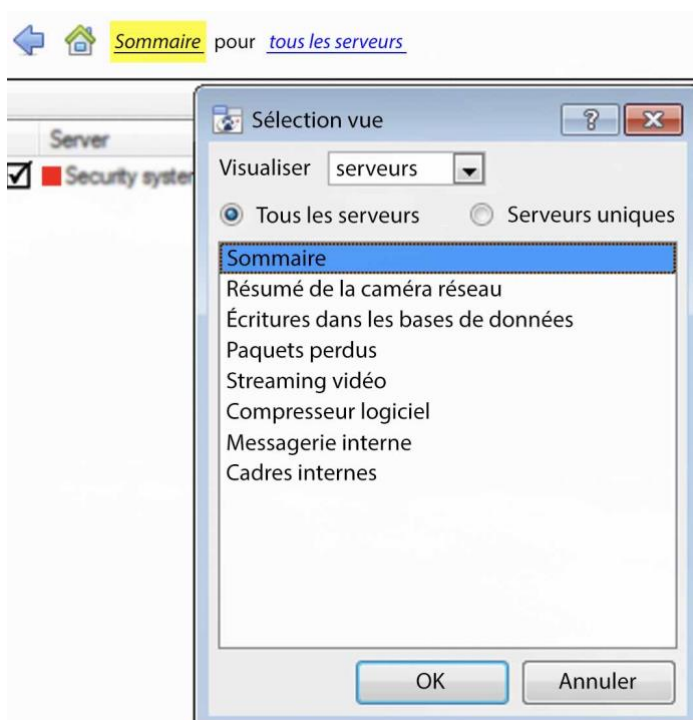 Sommaire pour tous les serveurs
Sélection vue
?
Visualiser serveurs
Server
Tous les serveurs Serveurs uniques
Security system
Sommaire
Résumé de la caméra réseau
Écritures dans les bases de données
Paquets perdus
Streaming vidéo
Compresseur logiciel
Messagerie interne
Cadres internes
OK Annuler